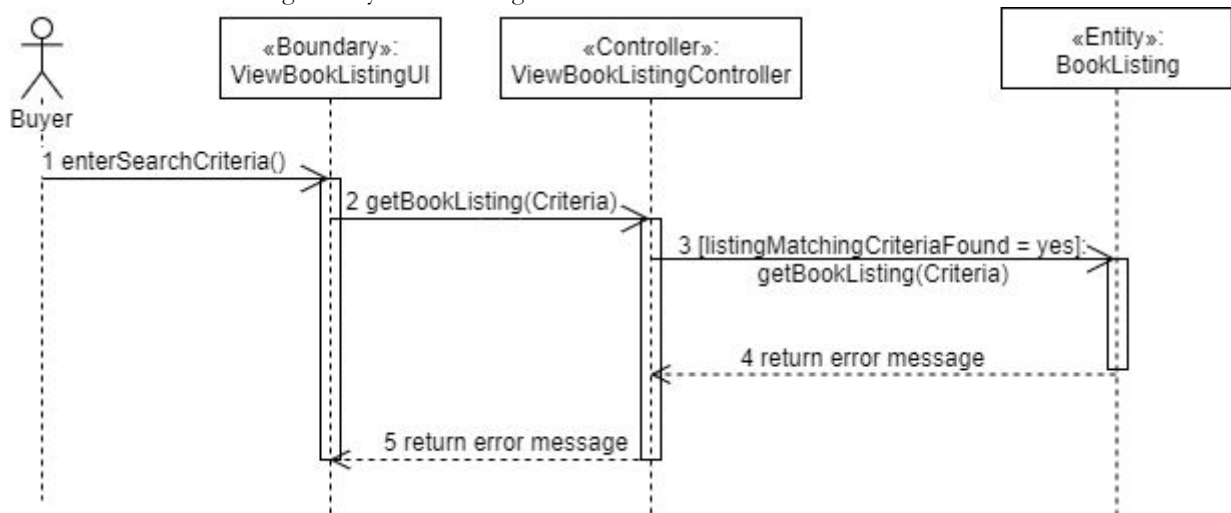 «Boundary»:
ViewBookListingUI
«Controller»:
ViewBookListingController
«Entity»:
BookListing
Buyer
1 enterSearchCriteria()
2 getBookListing(Criteria)
3 [listingMatchingCriteriaFound = yes]:
getBookListing(Criteria)
4 return error message
5 return error message